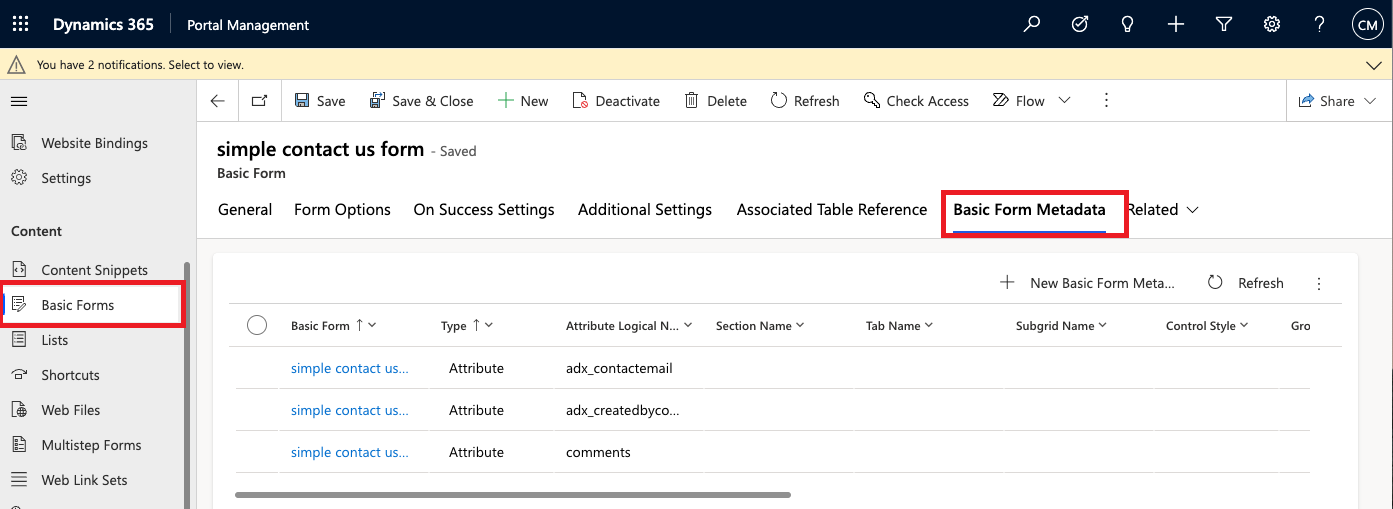 Dynamics 365 Portal Management CM
You have 2 notifications. Select to view.
Save Save & Close New Deactivate Delete Refresh Check Access Flow Share
Website Bindings
Settings
Content
Content Snippets
Basic Forms
Lists
Shortcuts
Web Files
Multistep Forms
Web Link Sets
simple contact us form - Saved
Basic Form
General Form Options On Success Settings Additional Settings Associated Table Reference Basic Form Metadata Related
New Basic Form Meta... Refresh
Basic Form Type Attribute Logical N... Section Name Tab Name Subgrid Name Control Style Gro
simple contact us... Attribute adx_contactemail
simple contact us... Attribute adx_createdbyco...
simple contact us... Attribute comments